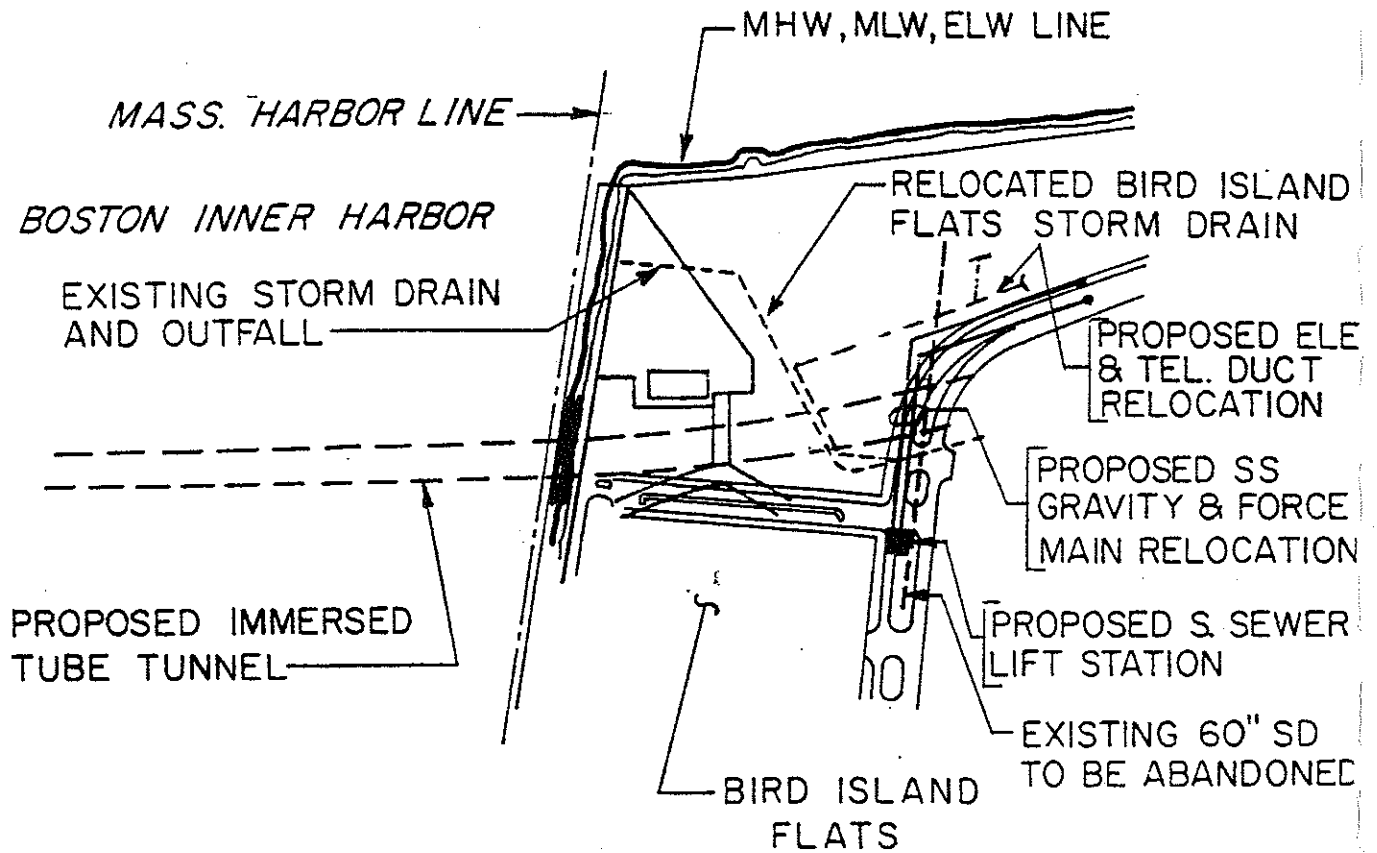 MHW, MLW, ELW LINE
MASS. HARBOR LINE
BOSTON INNER HARBOR
RELOCATED BIRD ISLAND
FLATS STORM DRAIN
EXISTING STORM DRAIN
AND OUTFALL
PROPOSED ELE
& TEL. DUCT
RELOCATION
PROPOSED SS
GRAVITY & FORCE
MAIN RELOCATION
PROPOSED IMMERSED
TUBE TUNNEL
PROPOSED S. SEWER
LIFT STATION
EXISTING 60" SD
TO BE ABANDONED
BIRD ISLAND
FLATS